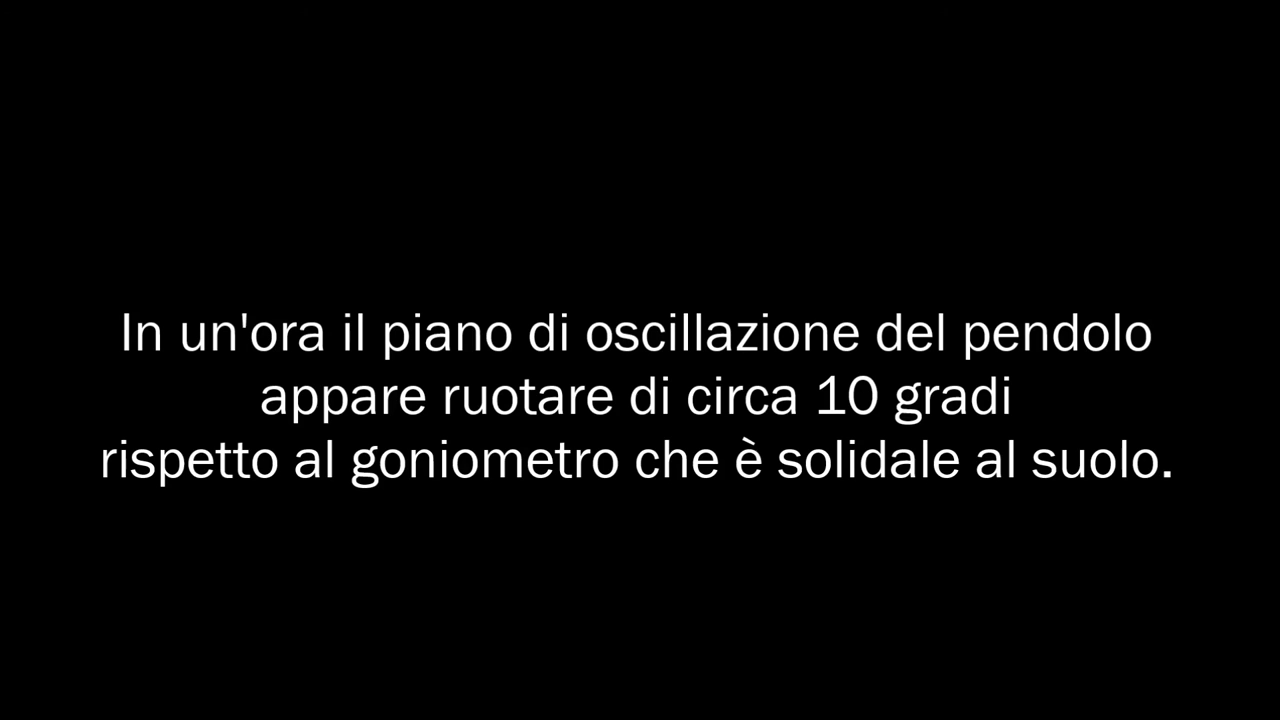 In un'ora il piano di oscillazione del pendolo
appare ruotare di circa 10 gradi
rispetto al goniometro che è solidale al suolo.